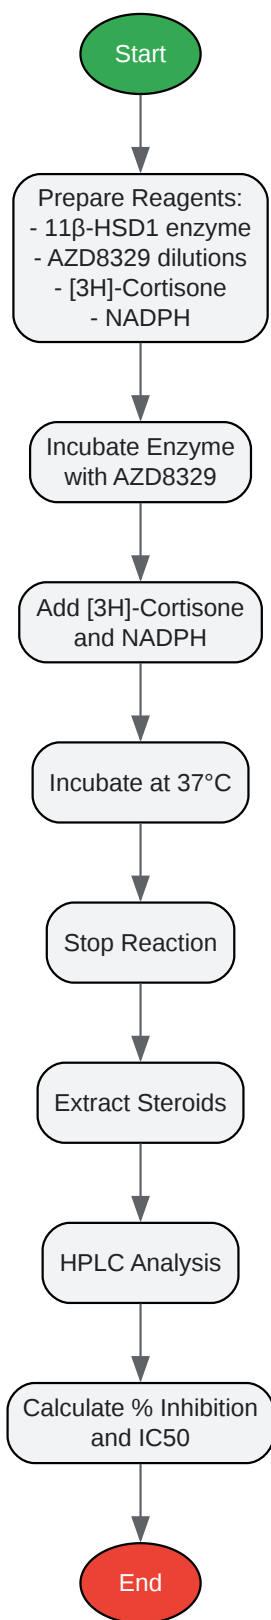 Start
Prepare Reagents:
- 11β-HSD1 enzyme
- AZD8329 dilutions
- [3H]-Cortisone
- NADPH
Incubate Enzyme
with AZD8329
Add [3H]-Cortisone
and NADPH
Incubate at 37°C
Stop Reaction
Extract Steroids
HPLC Analysis
Calculate % Inhibition
and IC50
End